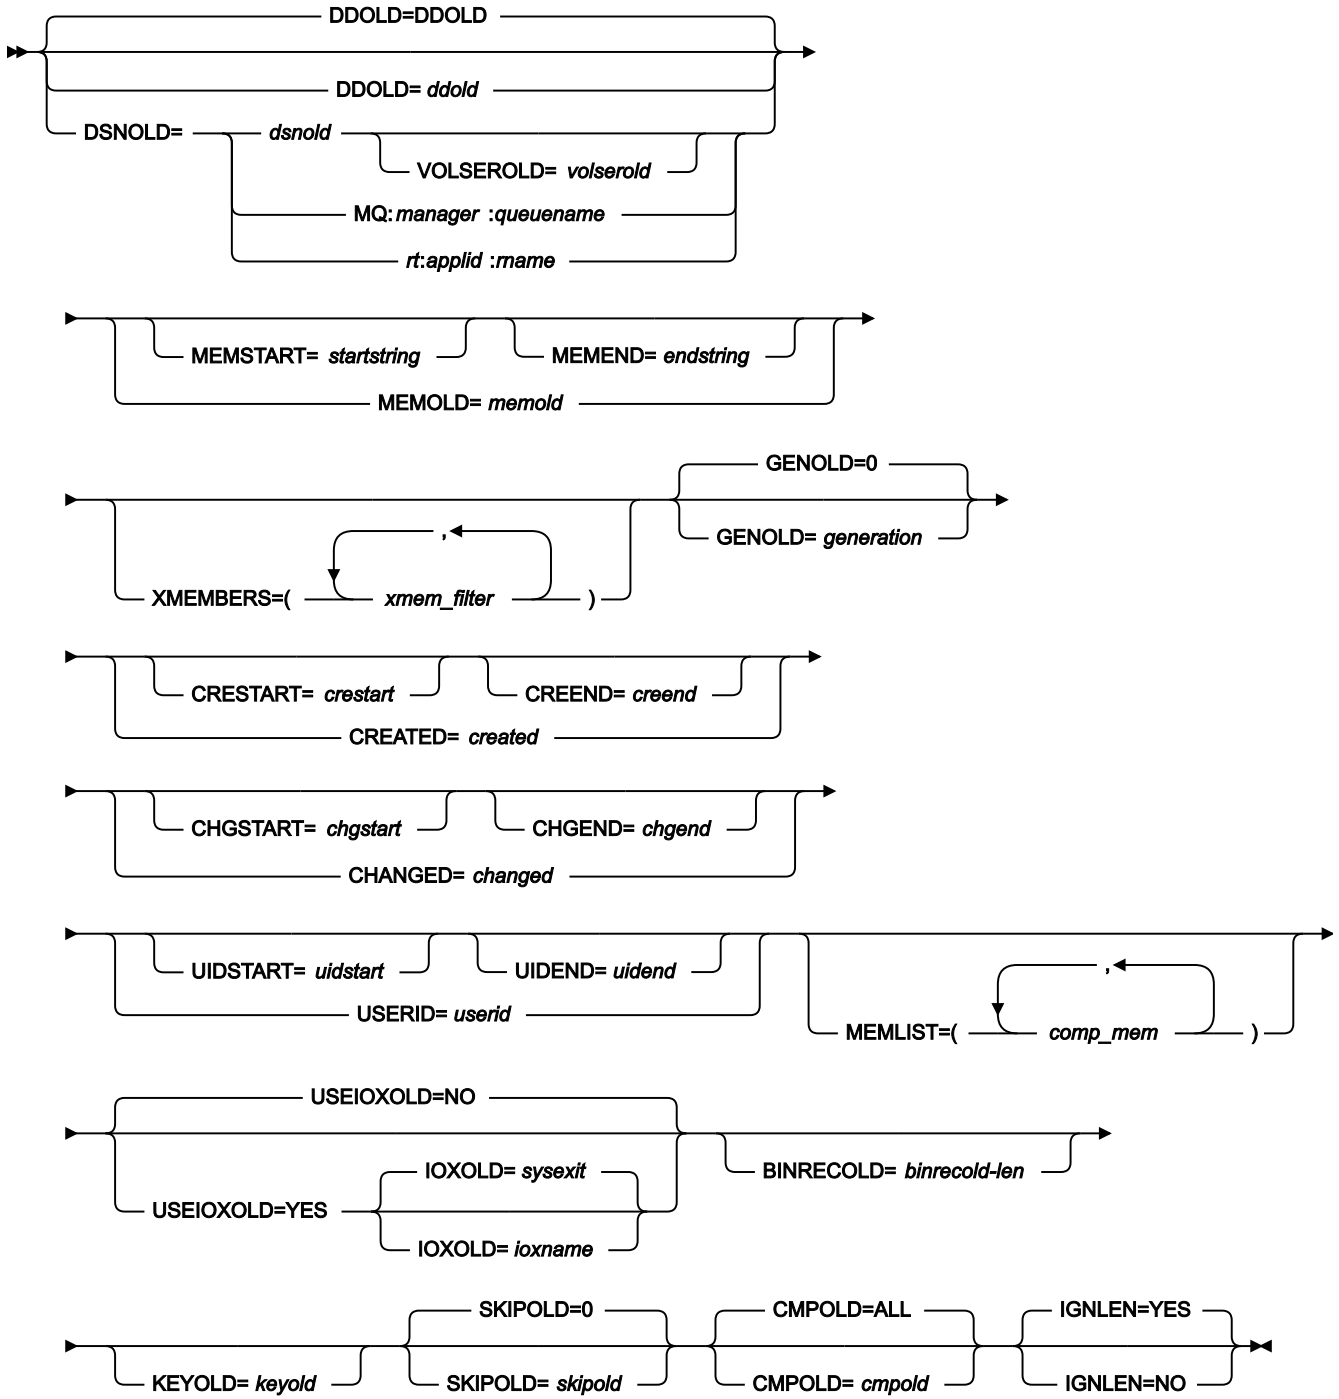 DDOLD=DDOLD
DDOLD= ddold
DSNOLD= dsnold
VOLSEROLD= volserold
MQ: manager :queuename
rt:applid :rname
MEMSTART= startstring MEMEND= endstring
MEMOLD= memold
GENOLD=0
GENOLD= generation
,
XMEMBERS=( xmem_filter )
CRESTART= crestart CREEND= creend
CREATED= created
CHGSTART= chgstart CHGEND= chgend
CHANGED= changed
UIDSTART= uidstart UIDEND= uidend
USERID= userid
,
MEMLIST=( comp_mem )
USEIOXOLD=NO
IOXOLD= sysexit BINRECOLD= binrecold-len
USEIOXOLD=YES
IOXOLD= ioxname
SKIPOLD=0 CMPOLD=ALL IGNLEN=YES
KEYOLD= keyold SKIPOLD= skipold CMPOLD= cmpold IGNLEN=NO